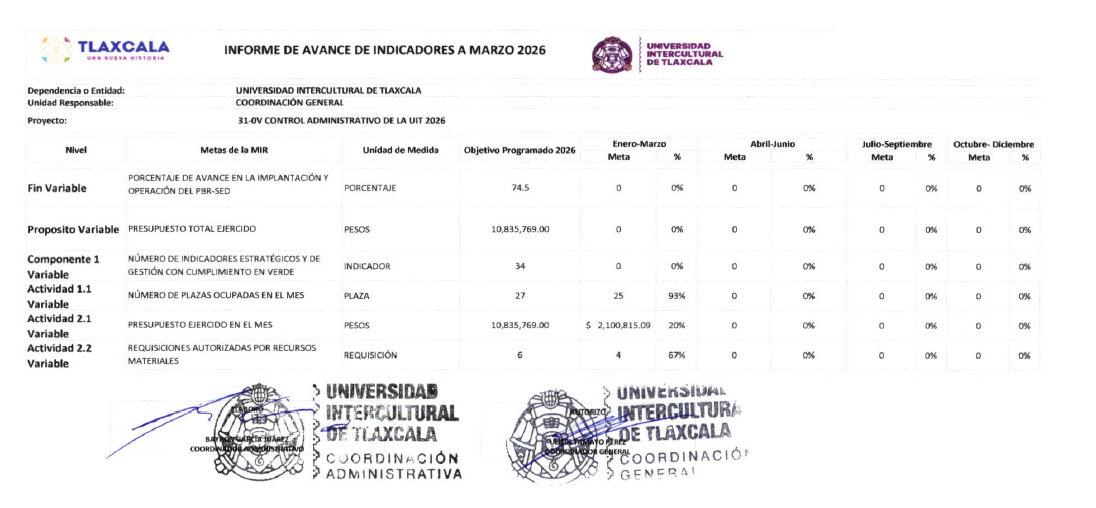 TLAXCALA
UNA NUEVA HISTORIA
INFORME DE AVANCE DE INDICADORES A MARZO 2026
UNIVERSIDAD
INTERCULTURAL
DE TLAXCALA
Dependencia o Entidad: UNIVERSIDAD INTERCULTURAL DE TLAXCALA
Unidad Responsable: COORDINACIÓN GENERAL
Proyecto: 31-0V CONTROL ADMINISTRATIVO DE LA UIT 2026
Nivel Metas de la MIR Unidad de Medida Objetivo Programado 2026 Enero-Marzo Abril-Junio Julio-Septiembre Octubre- Diciembre
Meta % Meta % Meta % Meta %
Fin Variable PORCENTAJE DE AVANCE EN LA IMPLANTACIÓN Y OPERACIÓN DEL PBR-SED PORCENTAJE 74.5 0 0% 0 0% 0 0% 0 0%
Proposito Variable PRESUPUESTO TOTAL EJERCIDO PESOS 10,835,769.00 0 0% 0 0% 0 0% 0 0%
Componente 1 Variable NÚMERO DE INDICADORES ESTRATÉGICOS Y DE GESTIÓN CON CUMPLIMIENTO EN VERDE INDICADOR 34 0 0% 0 0% 0 0% 0 0%
Actividad 1.1 Variable NÚMERO DE PLAZAS OCUPADAS EN EL MES PLAZA 27 25 93% 0 0% 0 0% 0 0%
Actividad 2.1 Variable PRESUPUESTO EJERCIDO EN EL MES PESOS 10,835,769.00 $ 2,100,815.09 20% 0 0% 0 0% 0 0%
Actividad 2.2 Variable REQUISICIONES AUTORIZADAS POR RECURSOS MATERIALES REQUISICIÓN 6 4 67% 0 0% 0 0% 0 0%
ELABORÓ
GARCÍA JUÁREZ
COORDINADOR ADMINISTRATIVO
UNIVERSIDAD
INTERCULTURAL
DE TLAXCALA
COORDINACIÓN
ADMINISTRATIVA
AUTORIZO
PÉREZ
COORDINADOR GENERAL
UNIVERSIDAD
INTERCULTURA
DE TLAXCALA
COORDINACIÓN
GENERAL